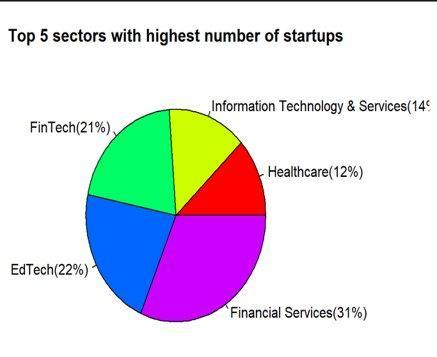 Top 5 sectors with highest number of startups
Information Technology & Services(14
FinTech(21%)
Healthcare(12%)
EdTech(22%)
Financial Services(31%)